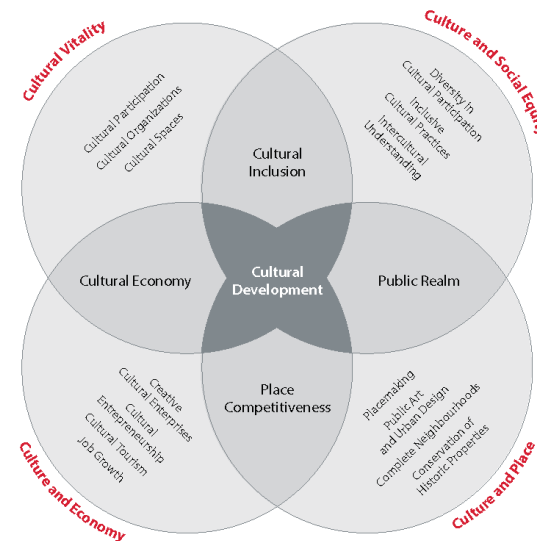 Cultural Vitality
Culture and Social Equity
Cultural Participation
Cultural Organizations
Cultural Spaces
Diversity in
Cultural Participation
Inclusive
Cultural Practices
Intercultural
Understanding
Cultural
Inclusion
Cultural Economy
Cultural
Development
Public Realm
Place
Competitiveness
Creative
Cultural Enterprises
Cultural
Entrepreneurship
Cultural Tourism
Job Growth
Placemaking
Public Art
and Urban Design
Complete Neighbourhoods
Conservation of
Historic Properties
Culture and Economy
Culture and Place